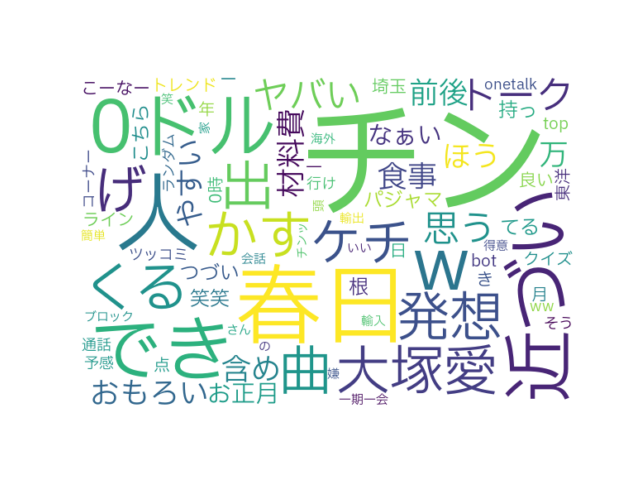 こーなー
トレンド
一
ヤバい
埼玉
前後
onetalk
トーク
コーナー
0ドル
こちら
笑
年
家
ランダム
やすい
0時
出
材料費
海外
一
行け
チン
なぁい
食事
持っ
ほう
top
万
良い
東洋
げ
人
ライン
簡単
ツッコミ
かす
チンッ
頭
パジャマ
輸出
ケチ
いい
日
思う
てる
得意
bot
き
クイズ
近づい
くる
つづい
笑笑
会話
春日
根
w
発想
月
ww
そう
ブロック
通話
予感
でき
点
さん
の
輸入
含め
曲
嫌
大塚愛
おもろい
お正月
一期一会